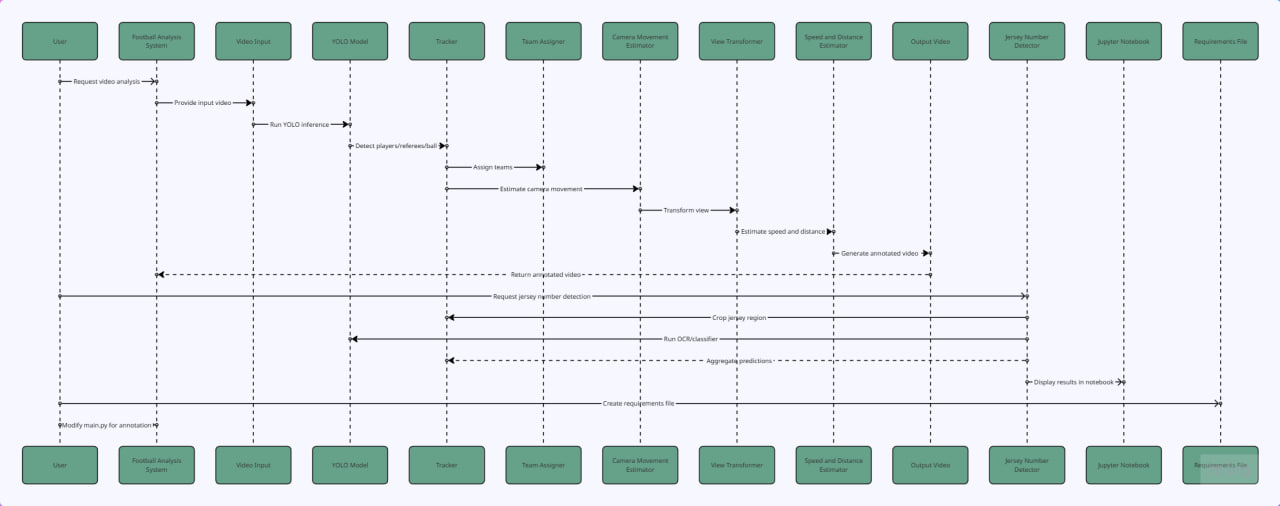 User
Football Analysis
System
Video Input
YOLO Model
Tracker
Team Assigner
Camera Movement
Estimator
View Transformer
Speed and Distance
Estimator
Output Video
Jersey Number
Detector
Jupyter Notebook
Requirements File
Request video analysis
Provide input video
Run YOLO inference
Detect players/referees/ball
Assign teams
Estimate camera movement
Transform view
Estimate speed and distance
Generate annotated video
Return annotated video
Request jersey number detection
Crop jersey region
Run OCR/classifier
Aggregate predictions
Display results in notebook
Create requirements file
Modify main.py for annotation
User
Football Analysis
System
Video Input
YOLO Model
Tracker
Team Assigner
Camera Movement
Estimator
View Transformer
Speed and Distance
Estimator
Output Video
Jersey Number
Detector
Jupyter Notebook
Requirements File